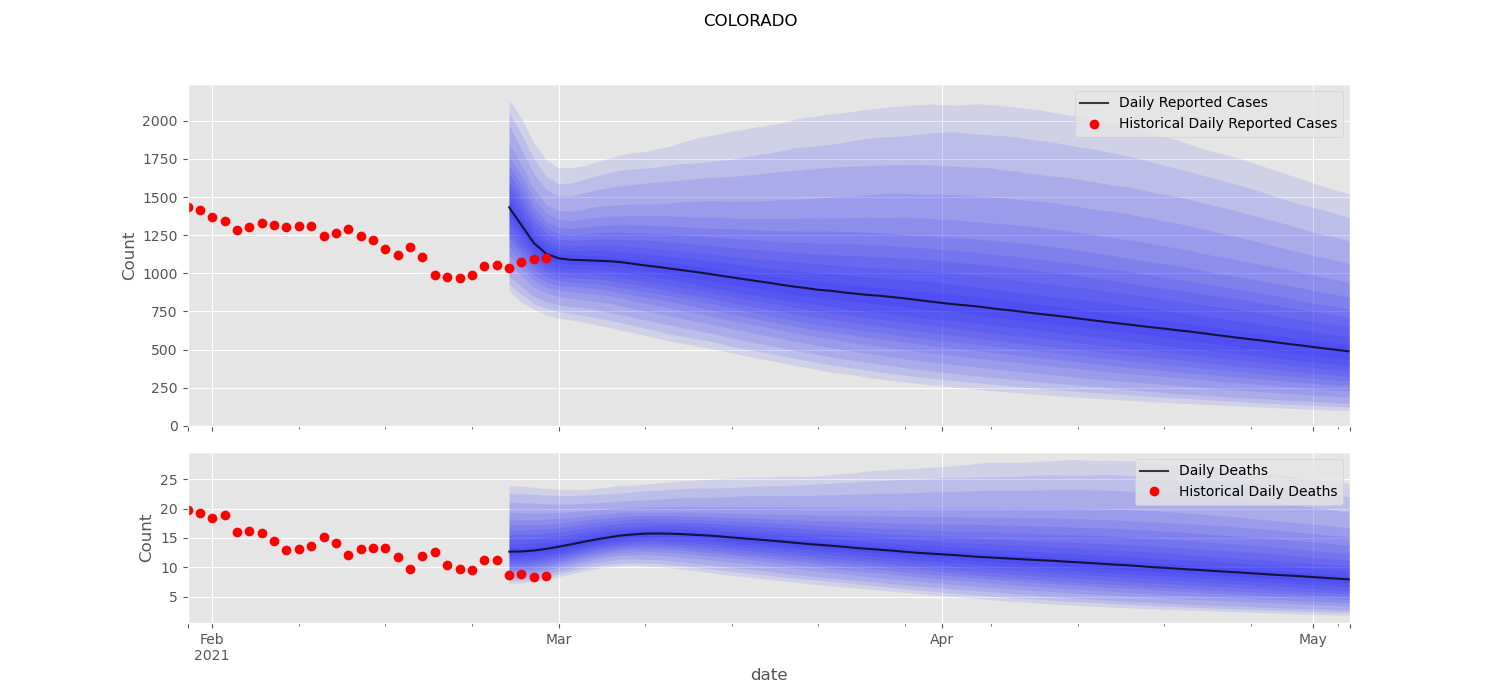 COLORADO
Count
2000
1750
1500
1250
1000
750
500
250
0
Daily Reported Cases
Historical Daily Reported Cases
Count
25
20
15
10
5
Daily Deaths
Historical Daily Deaths
Feb
2021
Mar
Apr
May
date